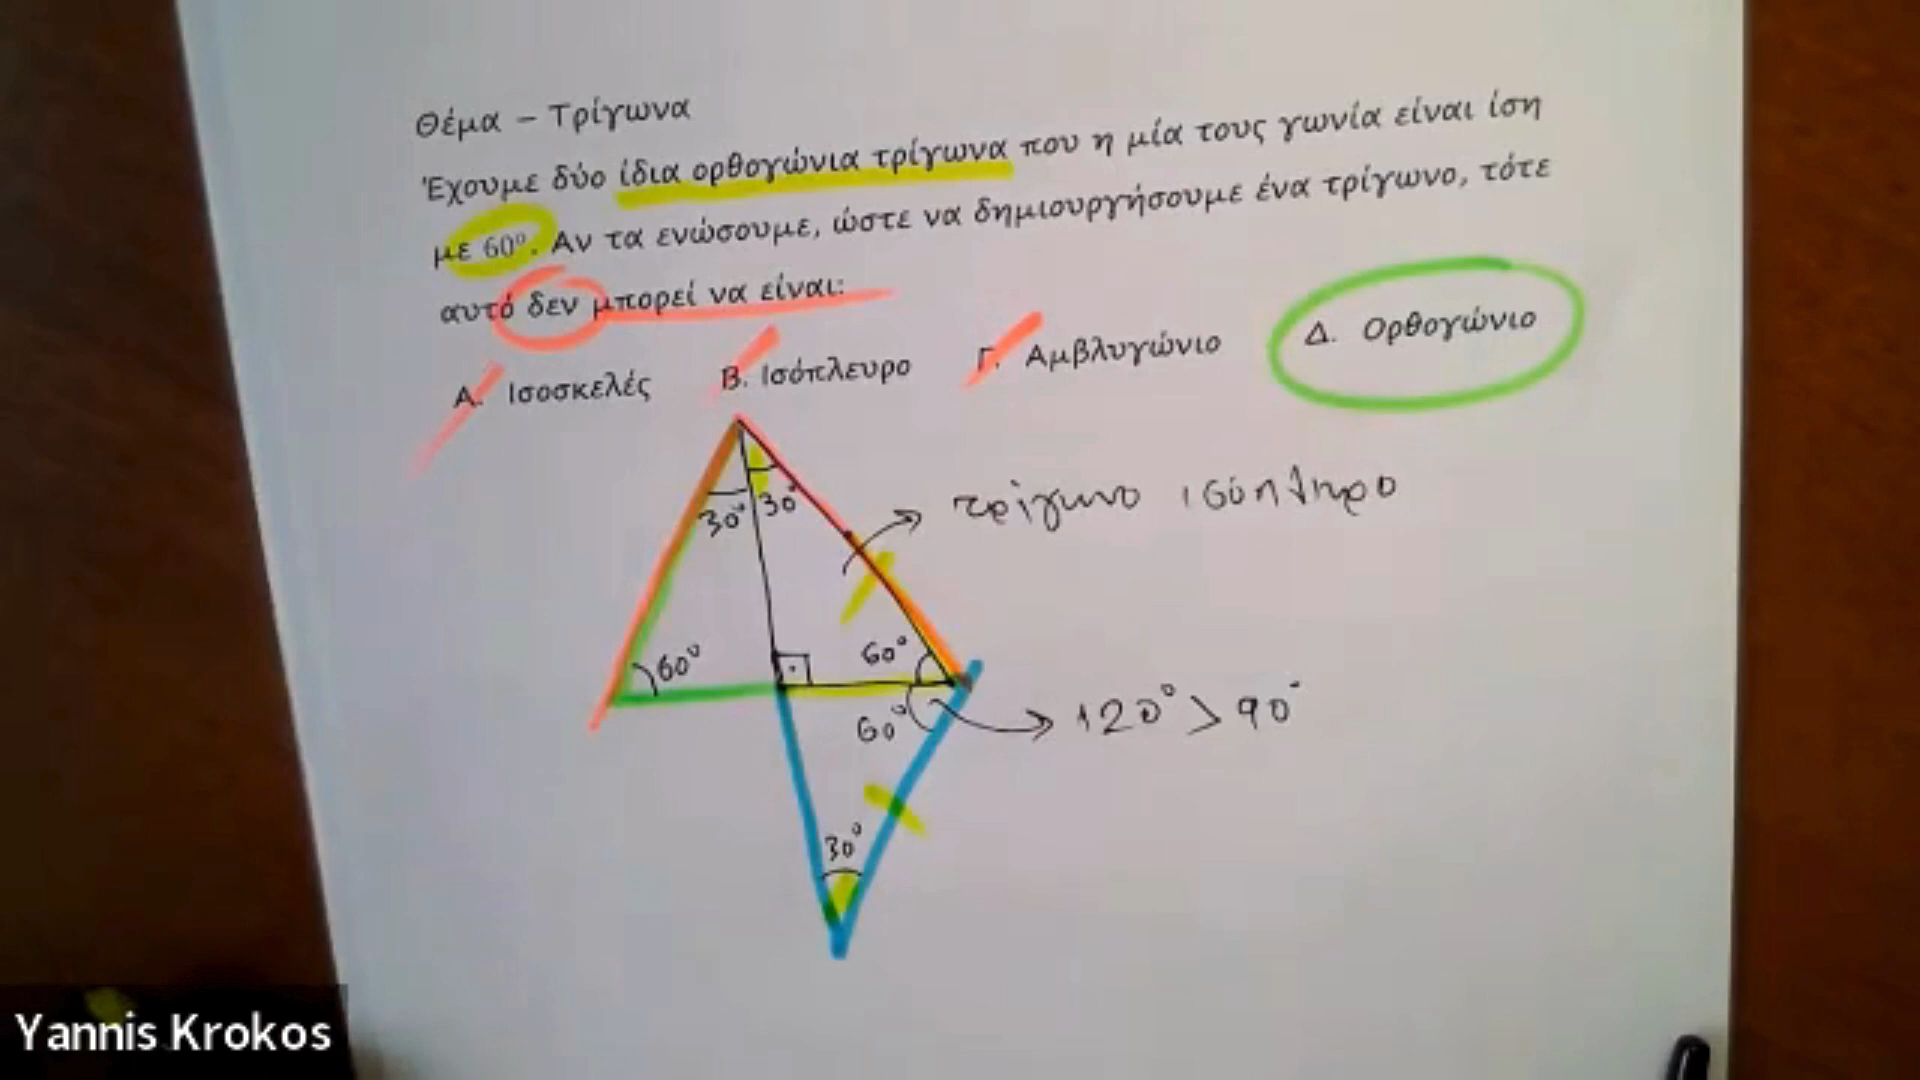 Θέμα – Τρίγωνα
Έχουμε δύο ίδια ορθογώνια τρίγωνα που η μία τους γωνία είναι ίση
με 60⁰. Αν τα ενώσουμε, ώστε να δημιουργήσουμε ένα τρίγωνο, τότε
αυτό δεν μπορεί να είναι:
Α. Ισοσκελές Β. Ισόπλευρο Γ. Αμβλυγώνιο Δ. Ορθογώνιο
30° 30°
τρίγωνο ισόπλευρο
60° 60°
60° 120° > 90°
30°
Yannis Krokos